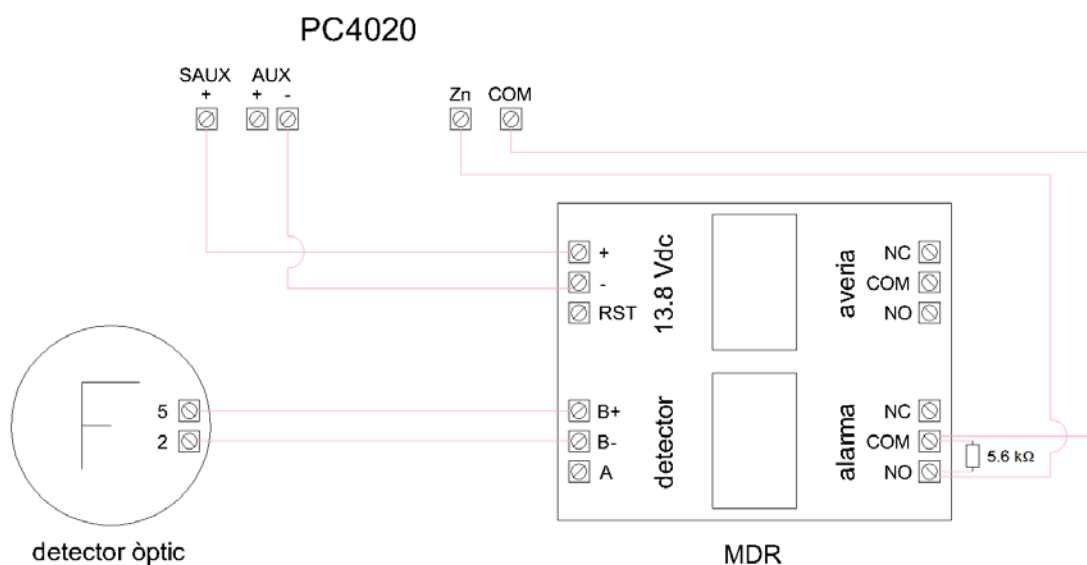 PC4020
SAUX AUX
+ + -
Zn COM
+
-
RST
13.8 Vdc
NC
COM
NO
averia
5
2
B+
B-
A
detector
NC
COM
NO
alarma
5.6 kΩ
detector òptic
MDR